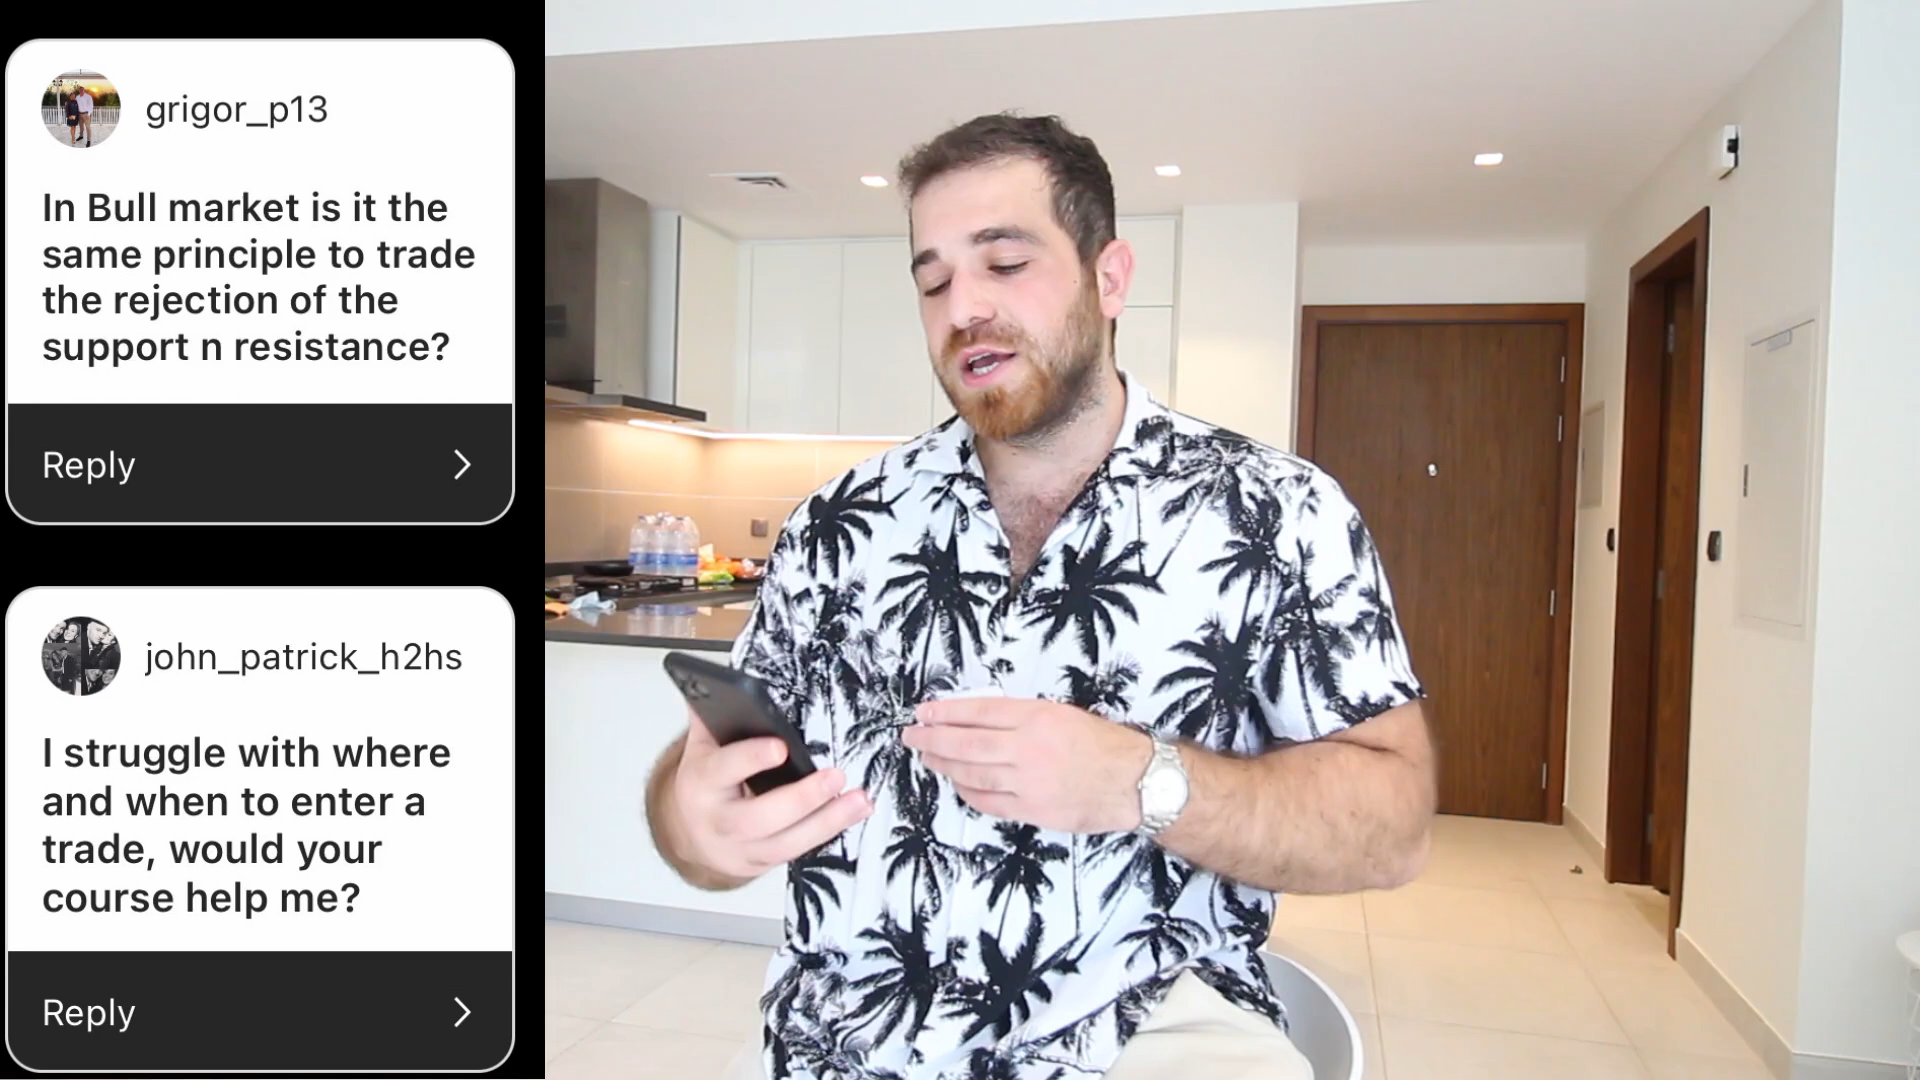 grigor_p13
In Bull market is it the
same principle to trade
the rejection of the
support n resistance?
Reply
john_patrick_h2hs
I struggle with where
and when to enter a
trade, would your
course help me?
Reply